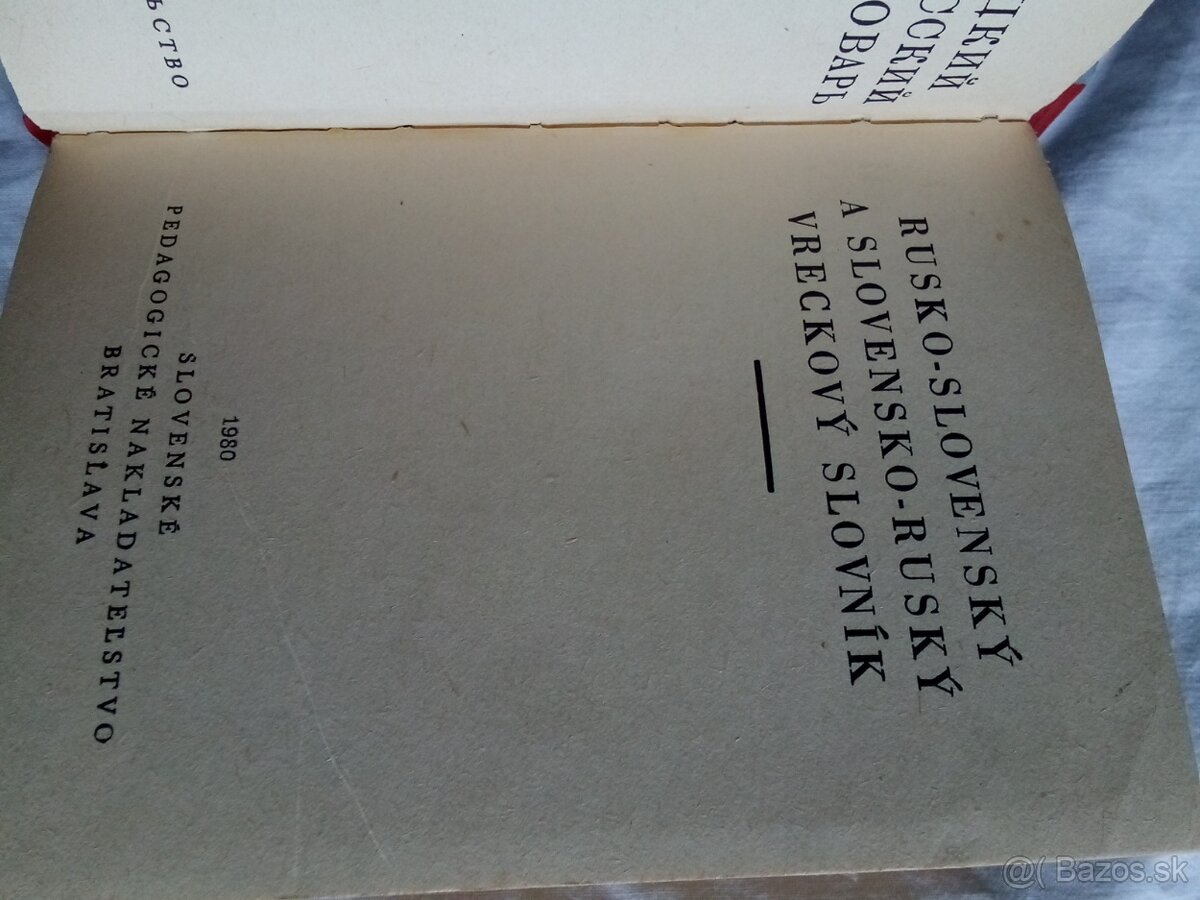 RUSKO-SLOVENSKÝ
A SLOVENSKO-RUSKÝ
VRECKOVÝ SLOVNÍK
1980
SLOVENSKÉ
PEDAGOGICKÉ NAKLADATEĽSTVO
BRATISLAVA
@( Bazos.sk